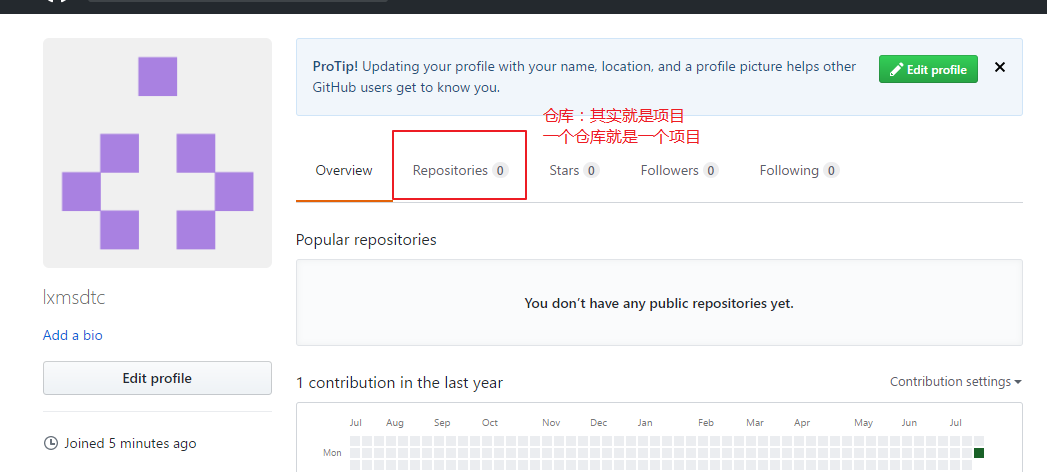 ProTip! Updating your profile with your name, location, and a profile picture helps other
GitHub users get to know you.
Edit profile
仓库：其实就是项目
一个仓库就是一个项目
Overview
Repositories 0
Stars 0
Followers 0
Following 0
Popular repositories
You don’t have any public repositories yet.
lxmsdtc
Add a bio
Edit profile
Joined 5 minutes ago
1 contribution in the last year
Contribution settings
Jul Aug Sep Oct Nov Dec Jan Feb Mar Apr May Jun Jul
Mon